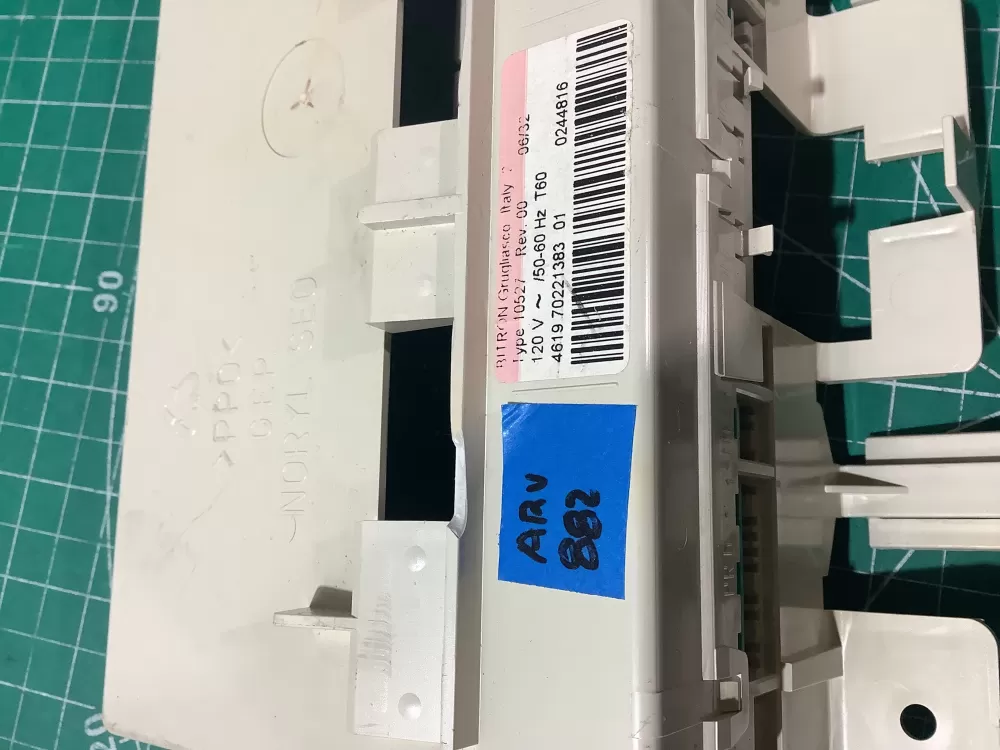 BITRON Grugliasco Italy
Type 10527 Rev. 00 06/32
120 V ~ /50-60 Hz T60
4619 70221383 01 0244816
ARV
882
>PPO<
GFP
NORYL SE0
90
20